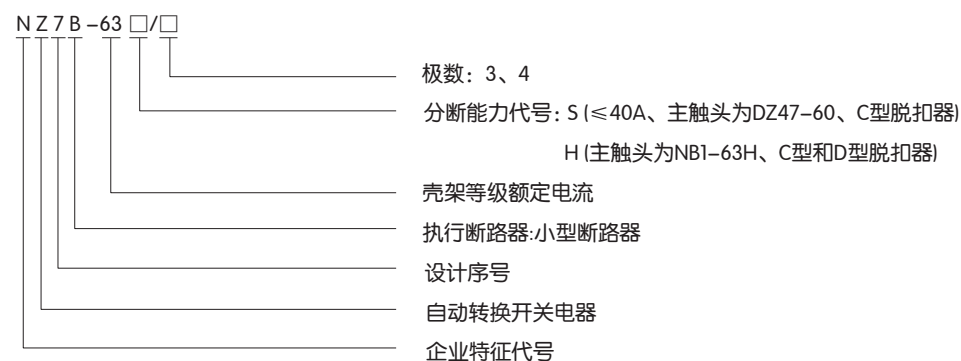 NZ7B-63□/□
极数：3、4
分断能力代号：S(≤40A、主触头为DZ47-60、C型脱扣器)
H(主触头为NB1-63H、C型和D型脱扣器)
壳架等级额定电流
执行断路器:小型断路器
设计序号
自动转换开关电器
企业特征代号